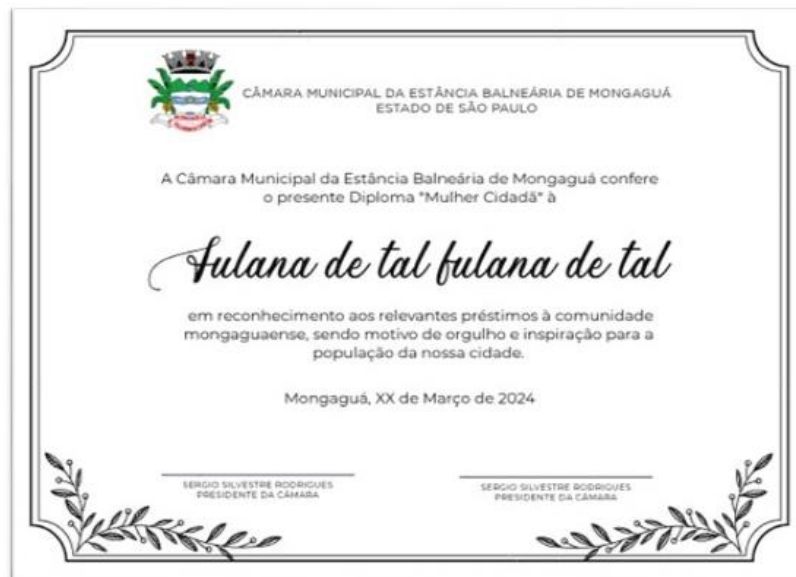 CÂMARA MUNICIPAL DA ESTÂNCIA BALNEÁRIA DE MONGAGUÁ
ESTADO DE SÃO PAULO
A Câmara Municipal da Estância Balneária de Mongaguá confere
o presente Diploma "Mulher Cidadã" à
fulana de tal fulana de tal
em reconhecimento aos relevantes préstimos à comunidade
mongaguaense, sendo motivo de orgulho e inspiração para a
população da nossa cidade.
Mongaguá, XX de Março de 2024
SERGIO SILVESTRE RODRIGUES
PRESIDENTE DA CÂMARA
SERGIO SILVESTRE RODRIGUES
PRESIDENTE DA CÂMARA